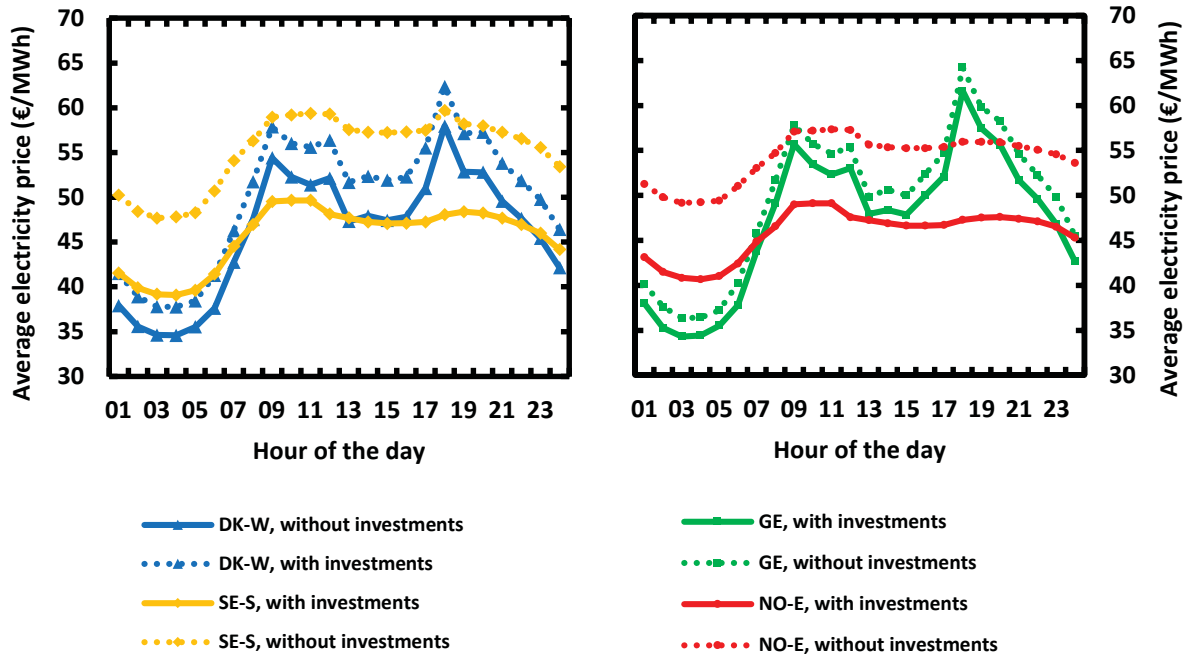 Average electricity price (€/MWh)
70
65
60
55
50
45
40
35
30
01 03 05 07 09 11 13 15 17 19 21 23
Hour of the day
70
65
60
55
50
45
40
35
30
Average electricity price (€/MWh)
01 03 05 07 09 11 13 15 17 19 21 23
Hour of the day
DK-W, without investments
DK-W, with investments
SE-S, with investments
SE-S, without investments
GE, with investments
GE, without investments
NO-E, with investments
NO-E, without investments